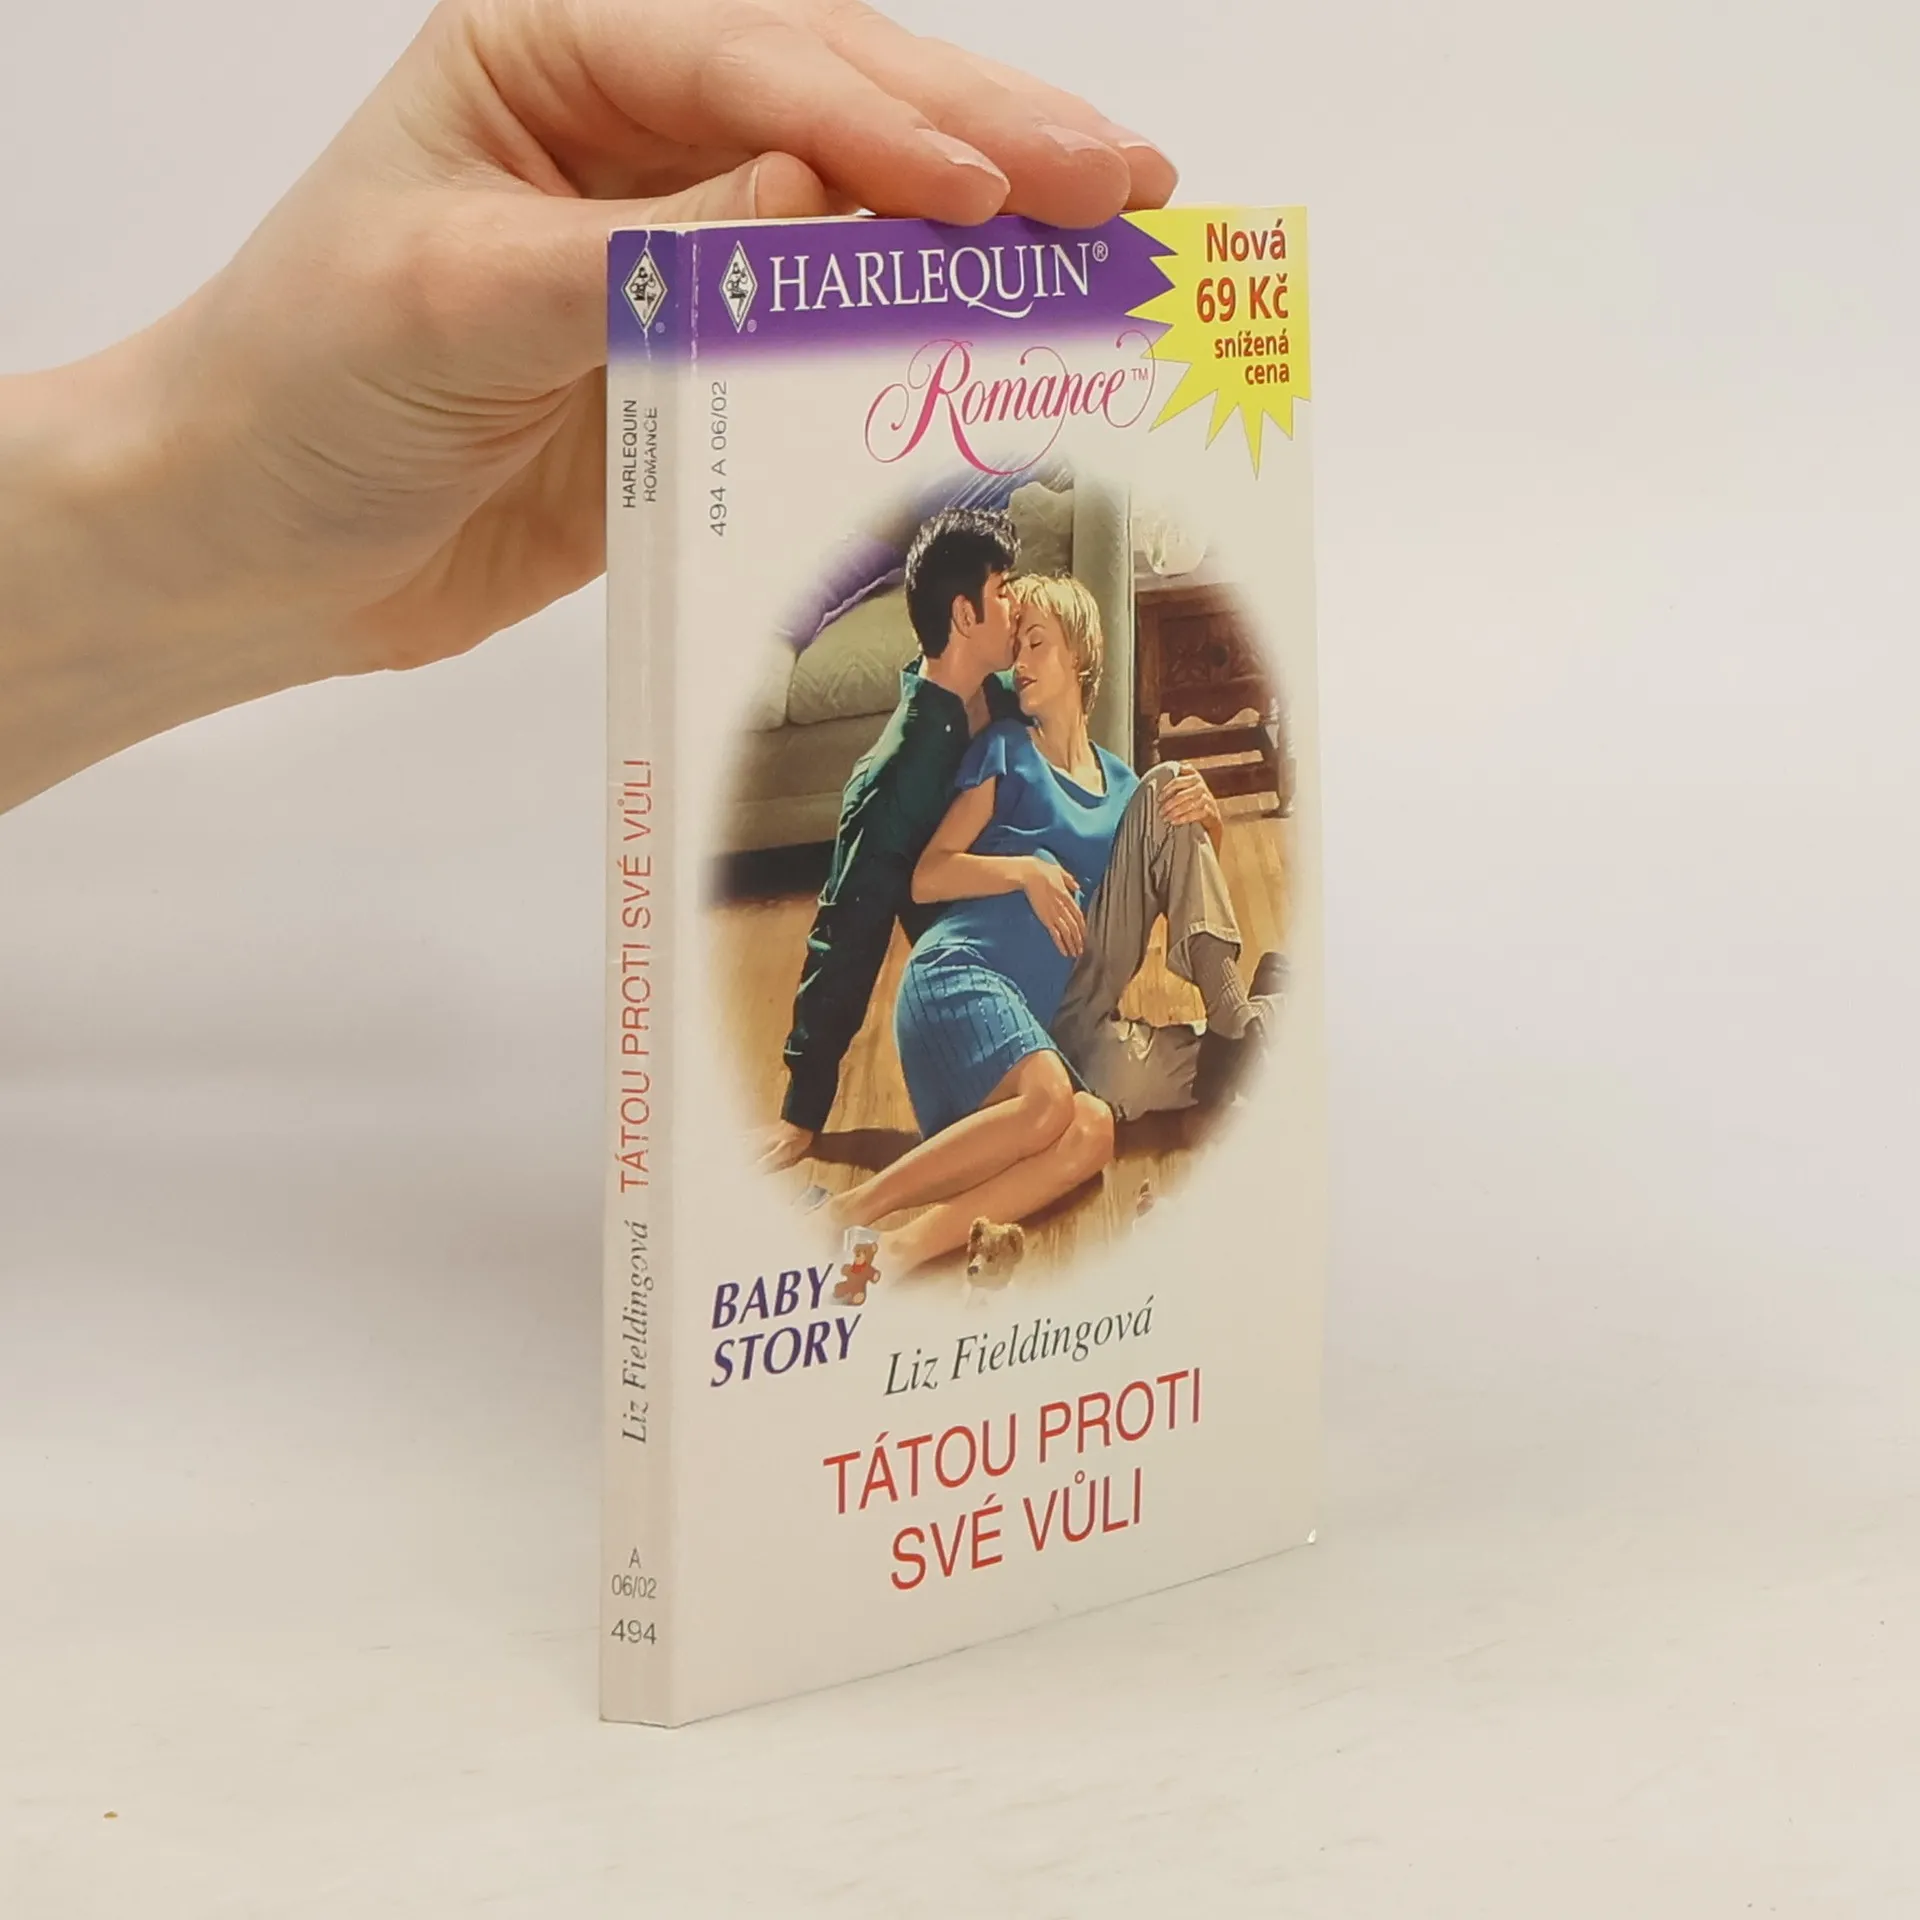 HARLEQUIN®
Romance™
Nová
69 Kč
snížená
cena
494 A 06/02
BABY
STORY
Liz Fieldingová
TÁTOU PROTI
SVÉ VŮLI
HARLEQUIN
ROMANCE
Liz Fieldingová TÁTOU PROTI SVÉ VŮLI
A
06/02
494